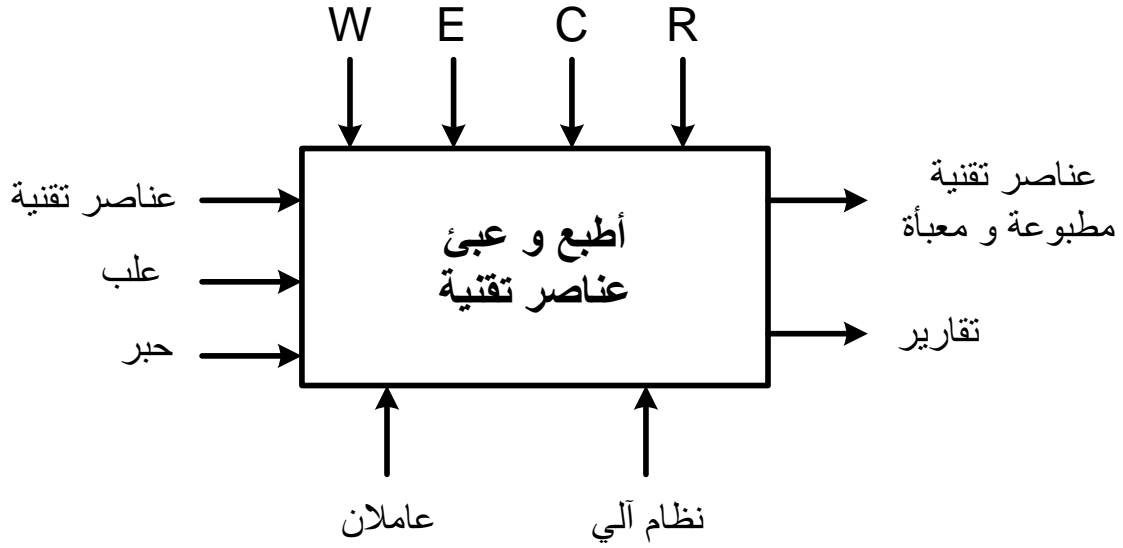 W E C R
عناصر تقنية
علب
حبر
أطبع و عبئ
عناصر تقنية
عناصر تقنية
مطبوعة و معبأة
تقارير
عاملان
نظام آلي